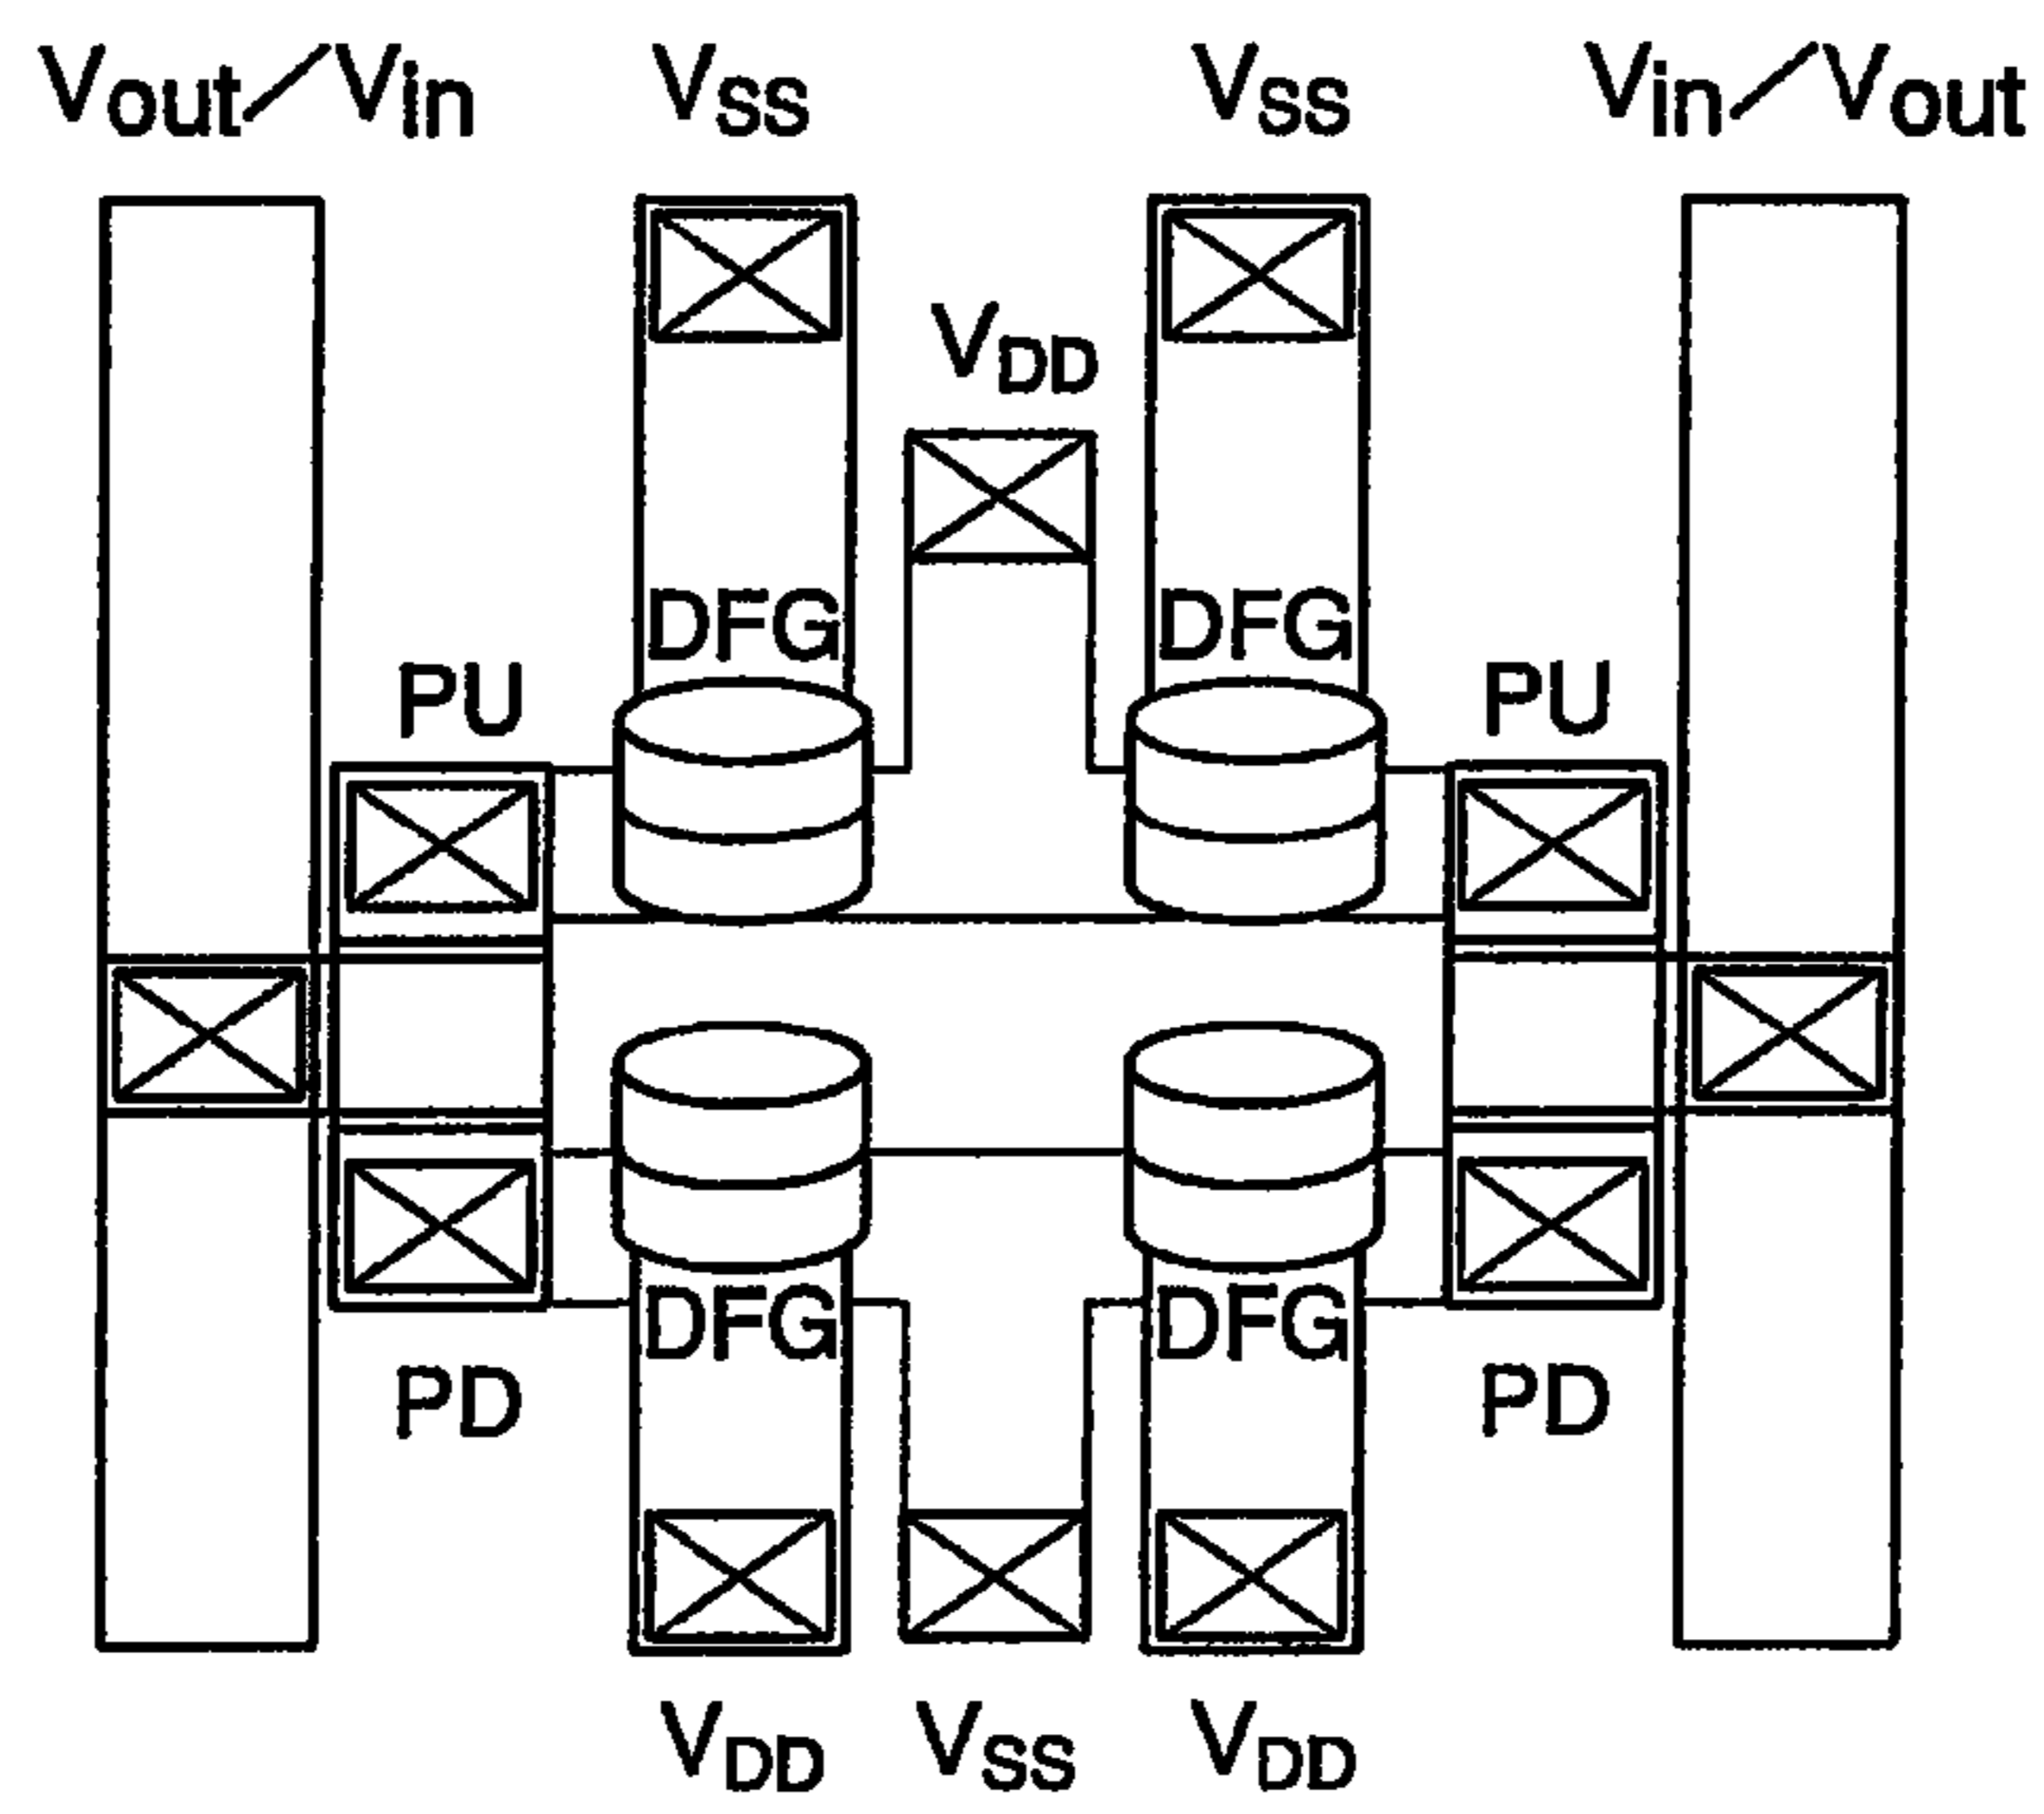 Vout/Vin VSS VSS Vin/Vout
VDD
DFG DFG
PU PU
DFG DFG
PD PD
VDD VSS VDD